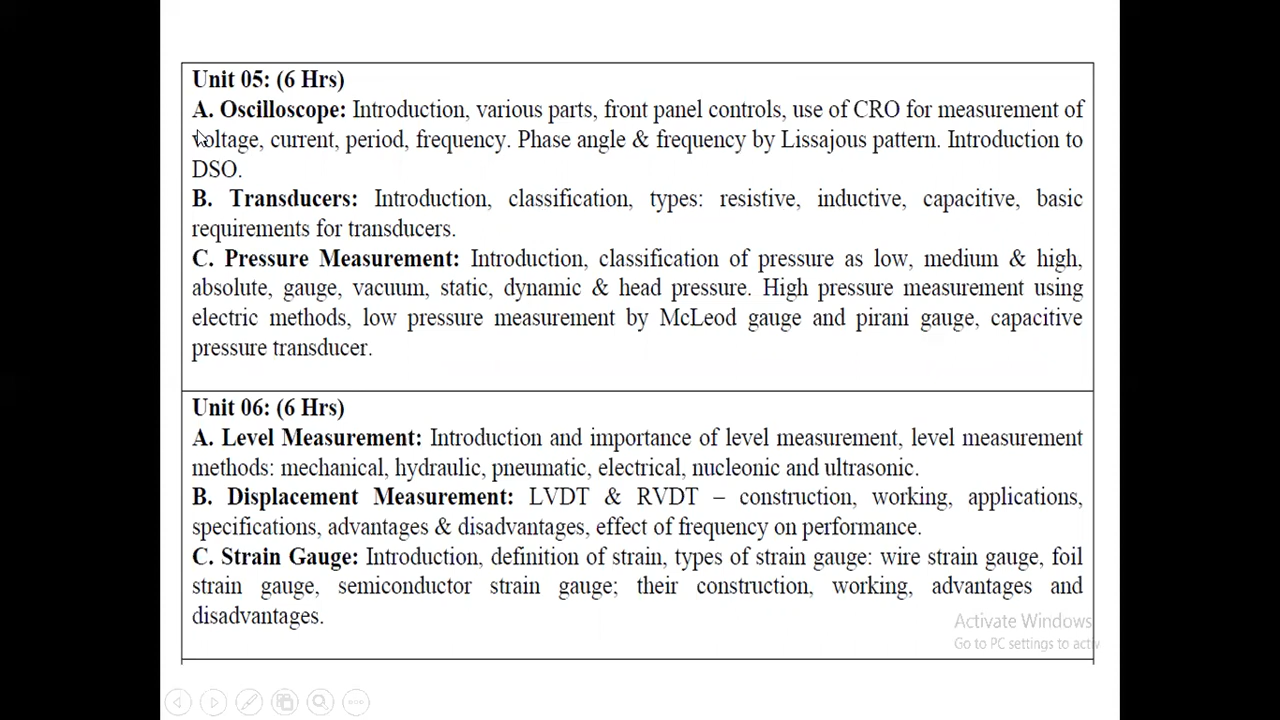 Unit 05: (6 Hrs)
A. Oscilloscope: Introduction, various parts, front panel controls, use of CRO for measurement of
voltage, current, period, frequency. Phase angle & frequency by Lissajous pattern. Introduction to
DSO.
B. Transducers: Introduction, classification, types: resistive, inductive, capacitive, basic
requirements for transducers.
C. Pressure Measurement: Introduction, classification of pressure as low, medium & high,
absolute, gauge, vacuum, static, dynamic & head pressure. High pressure measurement using
electric methods, low pressure measurement by McLeod gauge and pirani gauge, capacitive
pressure transducer.
Unit 06: (6 Hrs)
A. Level Measurement: Introduction and importance of level measurement, level measurement
methods: mechanical, hydraulic, pneumatic, electrical, nucleonic and ultrasonic.
B. Displacement Measurement: LVDT & RVDT – construction, working, applications,
specifications, advantages & disadvantages, effect of frequency on performance.
C. Strain Gauge: Introduction, definition of strain, types of strain gauge: wire strain gauge, foil
strain gauge, semiconductor strain gauge; their construction, working, advantages and
disadvantages.
Activate Windows
Go to PC settings to activ